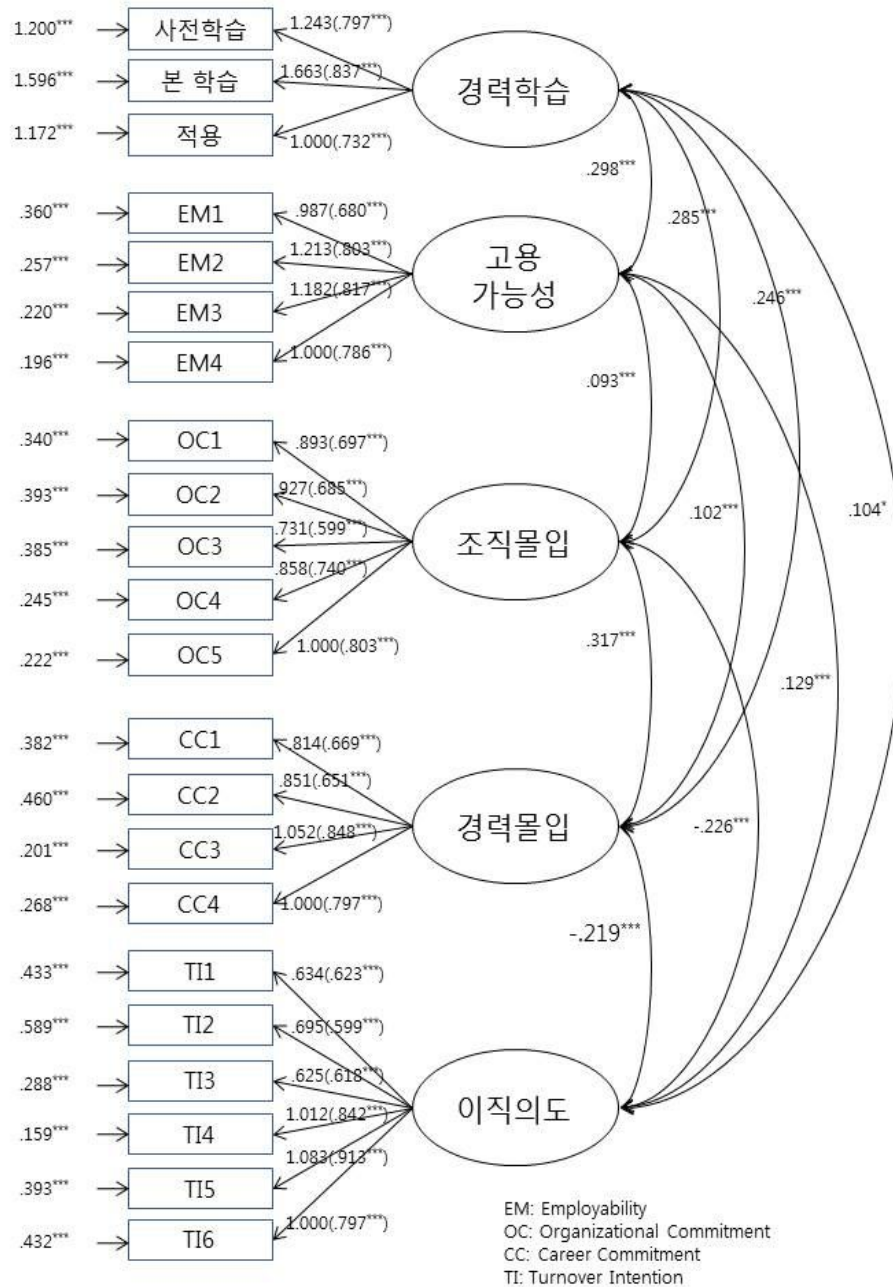 1.200***
사전학습
1.243(.797***)
1.596***
본 학습
1.663(.837***)
경력학습
1.172***
적용
1.000(.732***)
.298***
.285***
.360***
EM1
.987(.680***)
.257***
EM2
1.213(.803***)
고용
가능성
.246***
.220***
EM3
1.182(.817***)
.196***
EM4
1.000(.786***)
.093***
.340***
OC1
.893(.697***)
.393***
OC2
.927(.685***)
.102***
.104*
.385***
OC3
.731(.599***)
조직몰입
.245***
OC4
.858(.740***)
.222***
OC5
1.000(.803***)
.317***
.129***
.382***
CC1
.814(.669***)
.460***
CC2
.851(.651***)
경력몰입
-.226***
.201***
CC3
1.052(.848***)
.268***
CC4
1.000(.797***)
-.219***
.433***
TI1
.634(.623***)
.589***
TI2
.695(.599***)
.288***
TI3
.625(.618***)
이직의도
.159***
TI4
1.012(.842***)
.393***
TI5
1.083(.913***)
.432***
TI6
1.000(.797***)
EM: Employability
OC: Organizational Commitment
CC: Career Commitment
TI: Turnover Intention